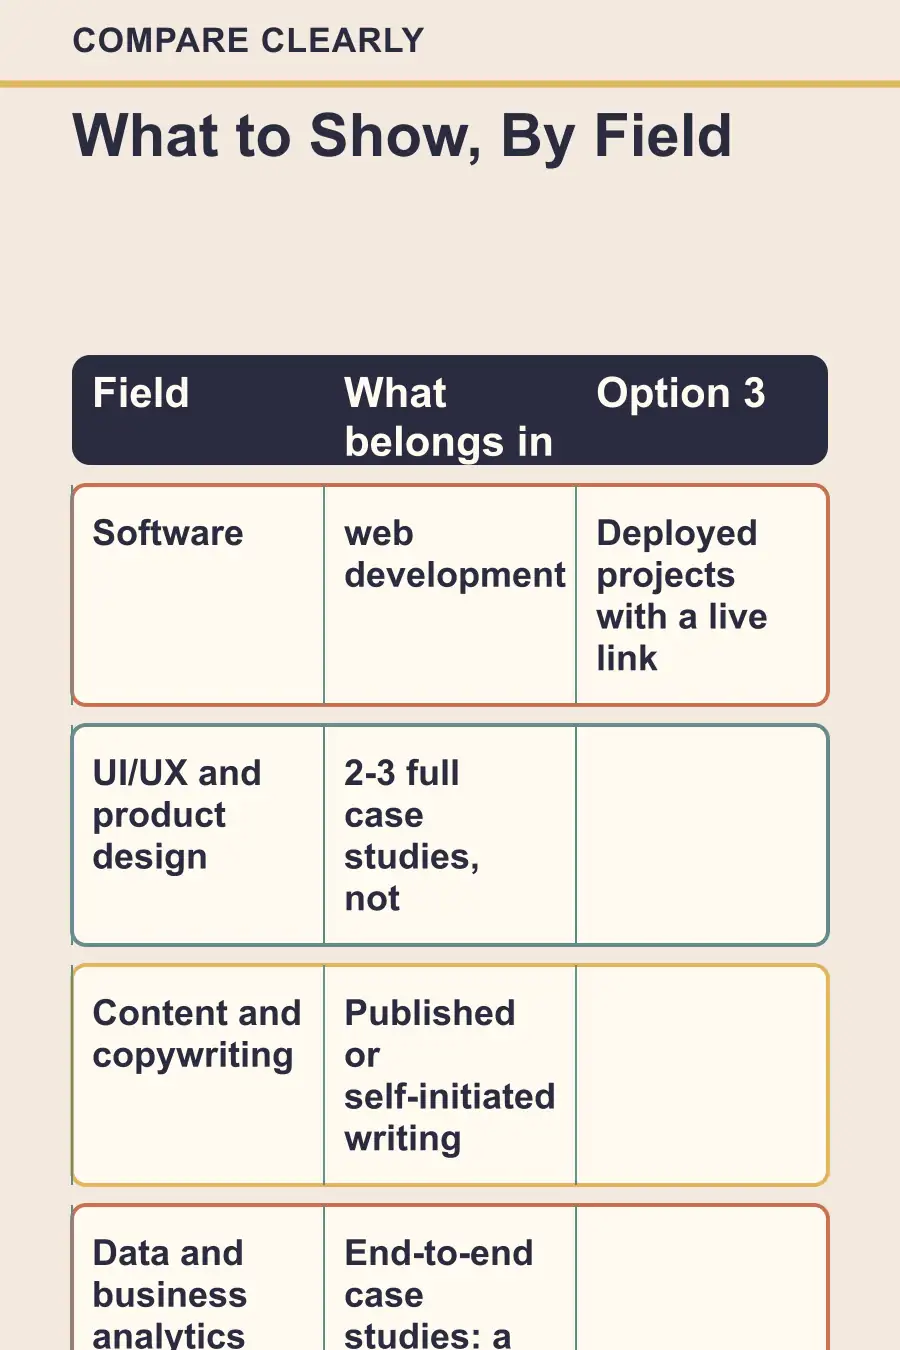 COMPARE CLEARLY
What to Show, By Field
Field
What
belongs in
Option 3
Software
web
development
Deployed
projects
with a live
link
UI/UX and
product
design
2-3 full
case
studies,
not
Content and
copywriting
Published
or
self-initiated
writing
Data and
business
analytics
End-to-end
case
studies: a